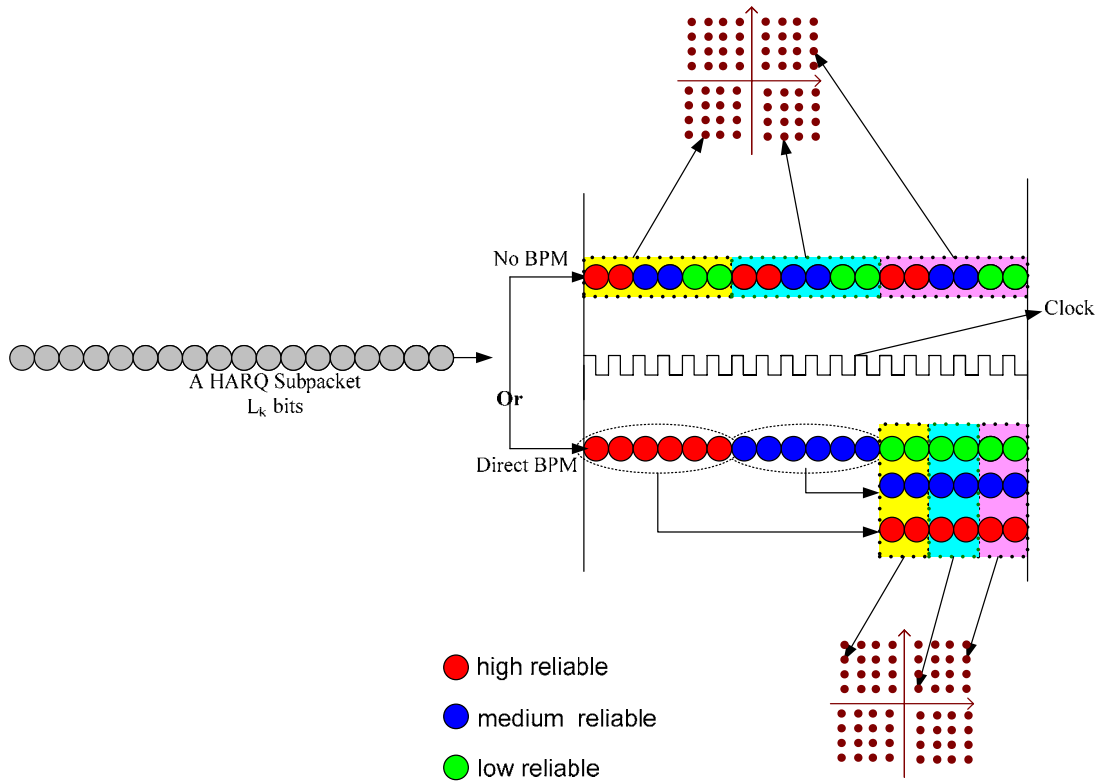 No BPM
Clock
A HARQ Subpacket
Lₖ bits
Or
Direct BPM
high reliable
medium reliable
low reliable